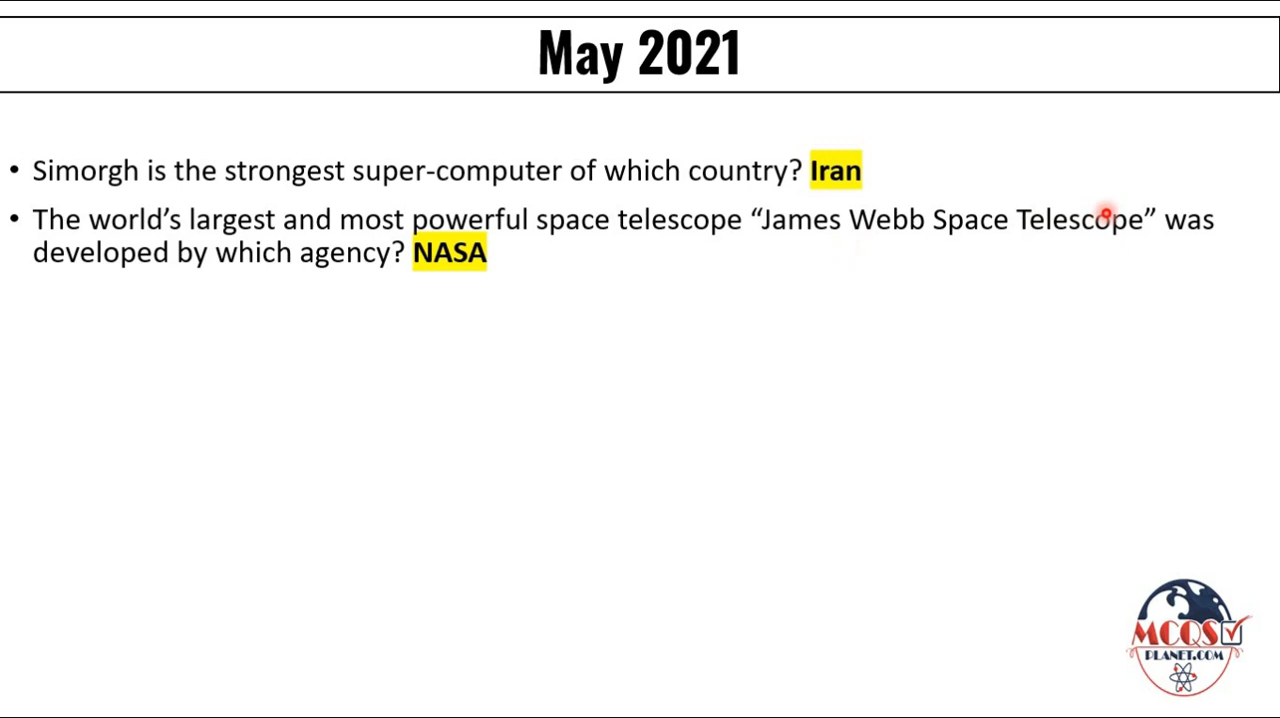 May 2021
• Simorgh is the strongest super-computer of which country? Iran
• The world’s largest and most powerful space telescope “James Webb Space Telescope” was
developed by which agency? NASA
MCQS
PLANET.COM